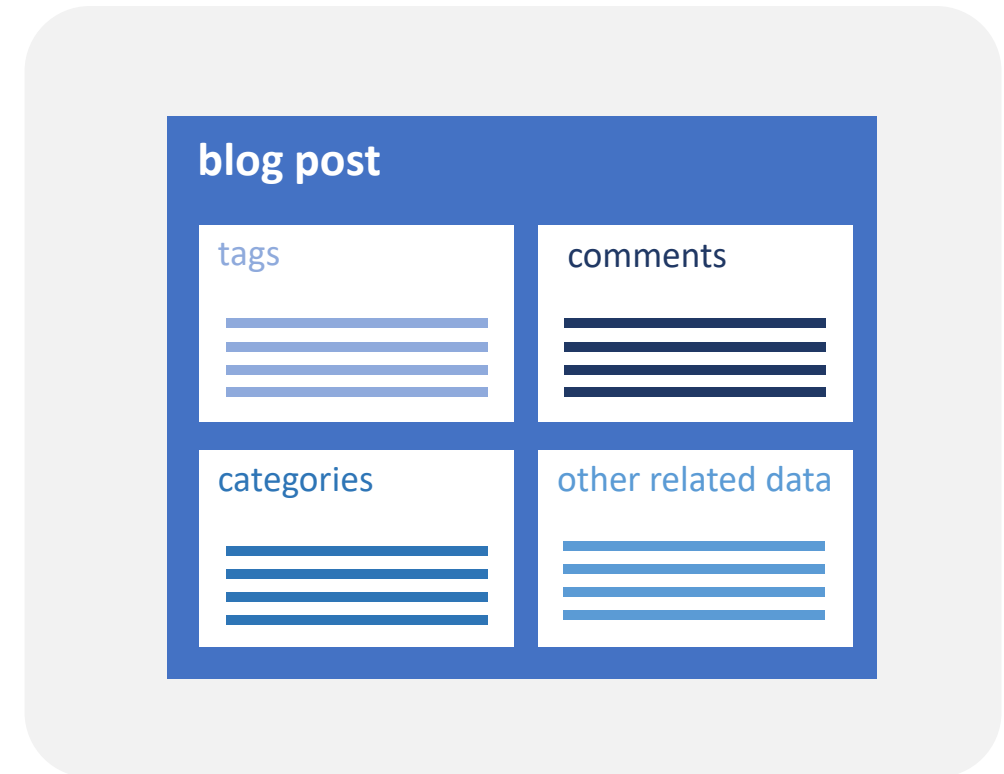 blog post
tags
comments
categories
other related data